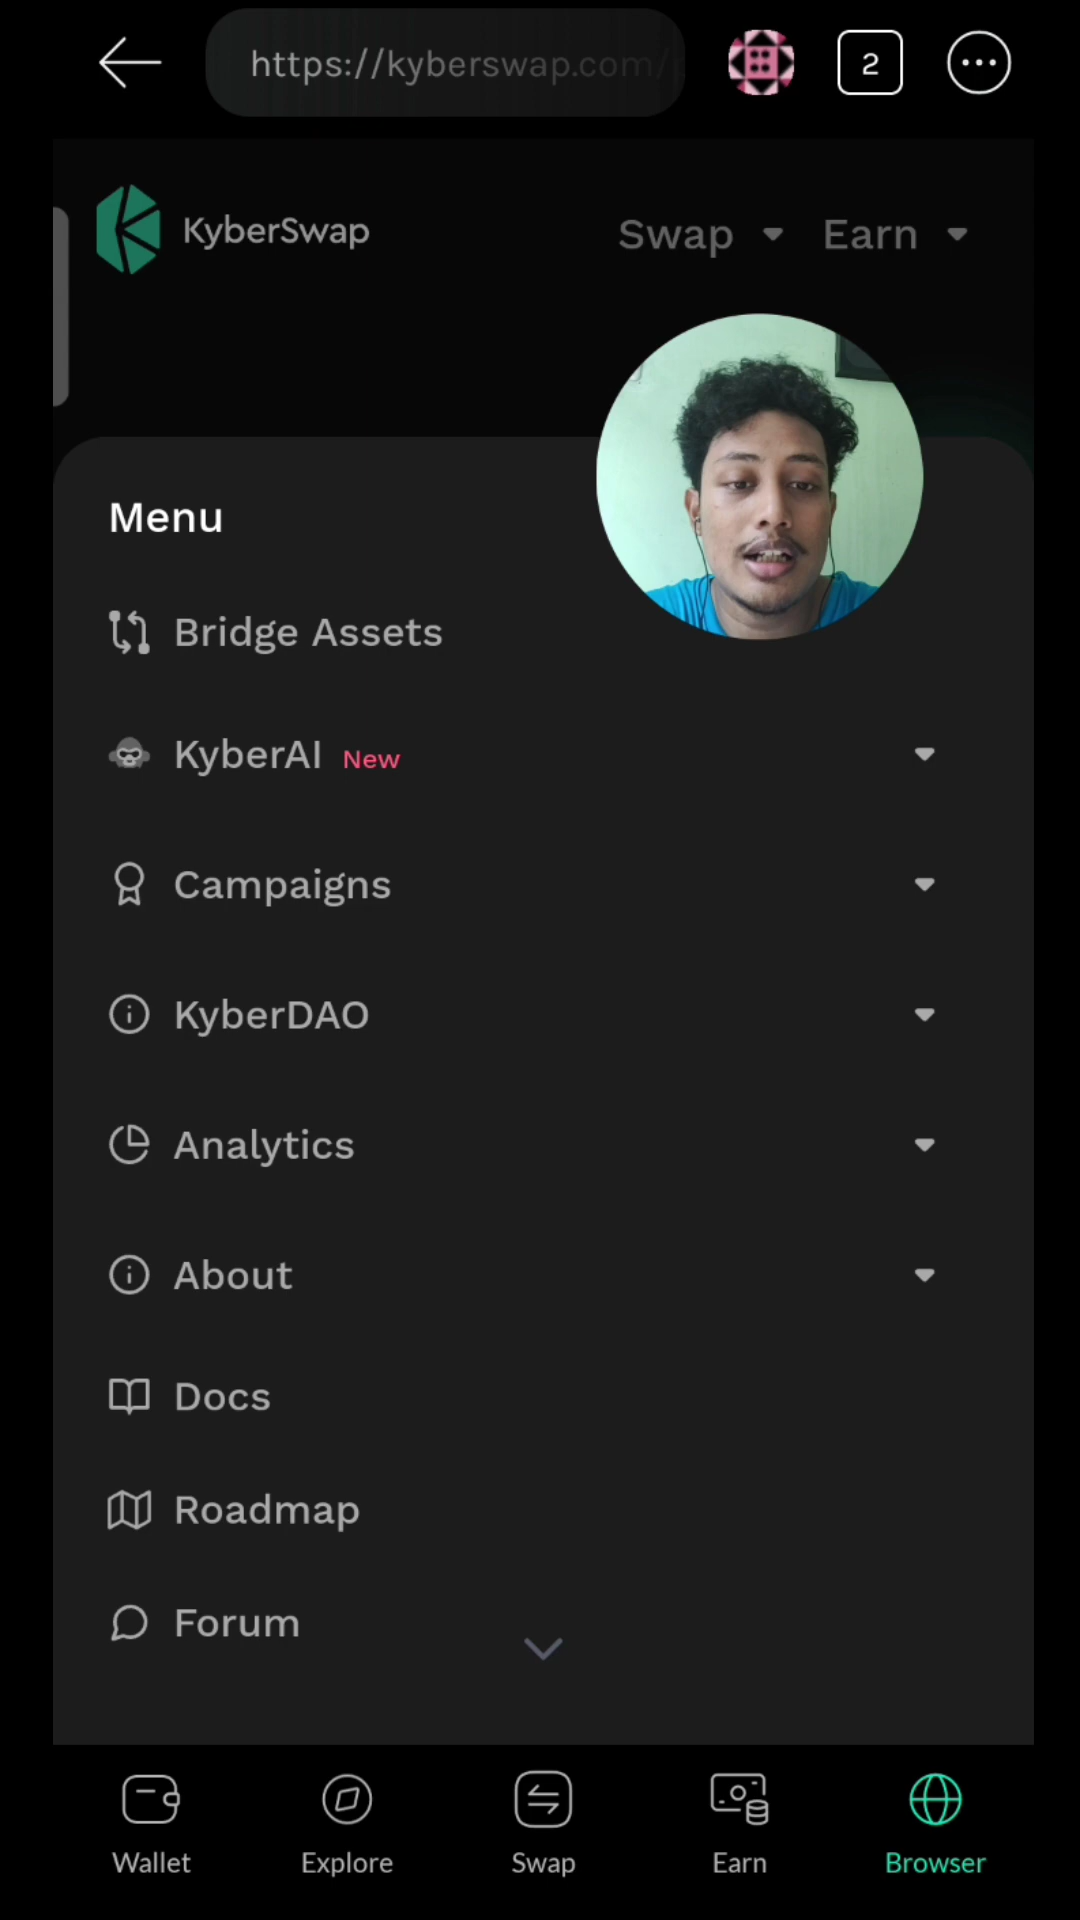 https://kyberswap.com/
2
KyberSwap
Swap
Earn
Menu
Bridge Assets
KyberAI New
Campaigns
KyberDAO
Analytics
About
Docs
Roadmap
Forum
Wallet
Explore
Swap
Earn
Browser